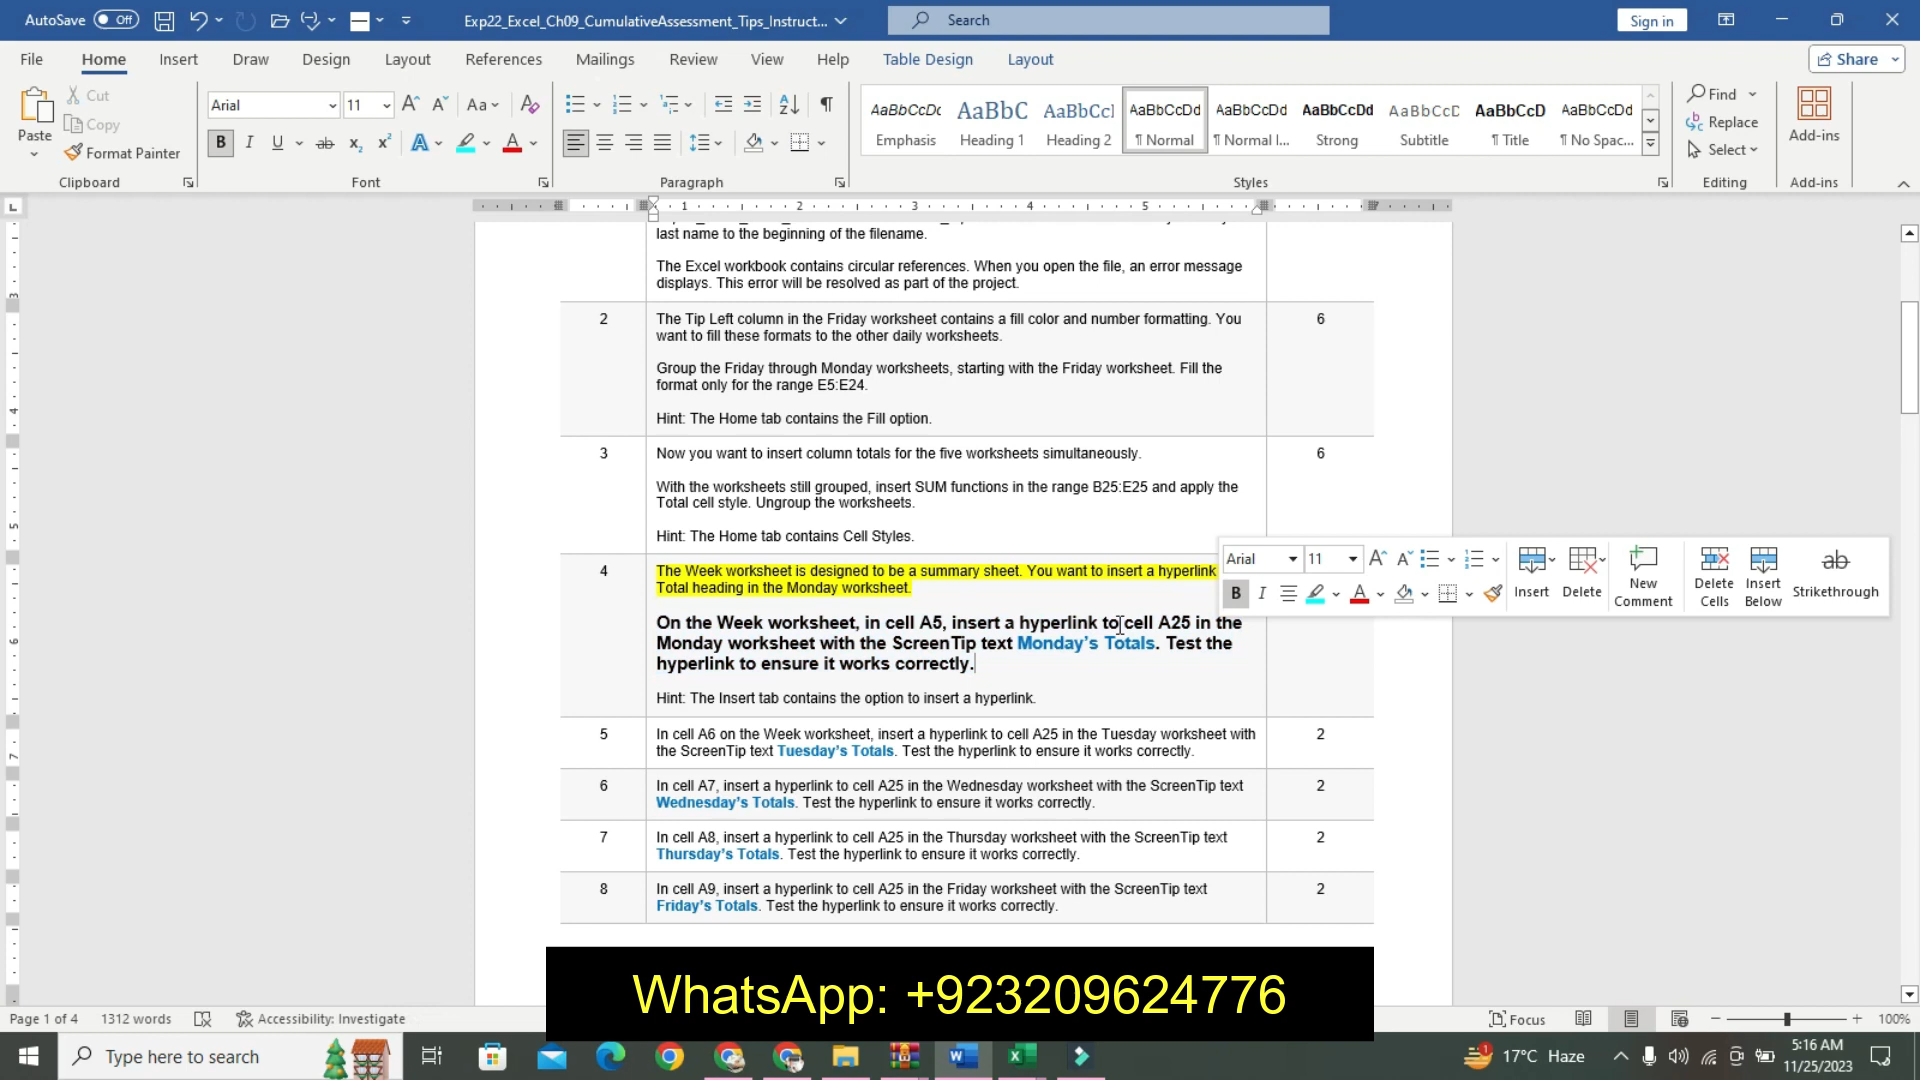 AutoSave Off Exp22_Excel_Ch09_CumulativeAssessment_Tips_Instruct... Search Sign in
File Home Insert Draw Design Layout References Mailings Review View Help Table Design Layout Share
Paste Cut Copy Format Painter
Clipboard
Arial 11 Aa
B I U ab x₂ x² A A
Font
Paragraph
AaBbCcDc AaBbC AaBbCcI AaBbCcDd AaBbCcDd AaBbCcDd AaBbCcD AaBbCcD AaBbCcDd
Emphasis Heading 1 Heading 2 ¶ Normal ¶ Normal I... Strong Subtitle ¶ Title ¶ No Spac...
Styles
Find Replace Select
Editing
Add-ins
Add-ins
1 2 3 4 5
last name to the beginning of the filename.
The Excel workbook contains circular references. When you open the file, an error message
displays. This error will be resolved as part of the project.
2 The Tip Left column in the Friday worksheet contains a fill color and number formatting. You 6
want to fill these formats to the other daily worksheets.
Group the Friday through Monday worksheets, starting with the Friday worksheet. Fill the
format only for the range E5:E24.
Hint: The Home tab contains the Fill option.
3 Now you want to insert column totals for the five worksheets simultaneously. 6
With the worksheets still grouped, insert SUM functions in the range B25:E25 and apply the
Total cell style. Ungroup the worksheets.
Hint: The Home tab contains Cell Styles.
4 The Week worksheet is designed to be a summary sheet. You want to insert a hyperlink
Total heading in the Monday worksheet.
On the Week worksheet, in cell A5, insert a hyperlink to cell A25 in the
Monday worksheet with the ScreenTip text Monday's Totals. Test the
hyperlink to ensure it works correctly.
Hint: The Insert tab contains the option to insert a hyperlink.
Arial 11
B I Insert Delete New Comment Delete Cells Insert Below Strikethrough
5 In cell A6 on the Week worksheet, insert a hyperlink to cell A25 in the Tuesday worksheet with 2
the ScreenTip text Tuesday's Totals. Test the hyperlink to ensure it works correctly.
6 In cell A7, insert a hyperlink to cell A25 in the Wednesday worksheet with the ScreenTip text 2
Wednesday's Totals. Test the hyperlink to ensure it works correctly.
7 In cell A8, insert a hyperlink to cell A25 in the Thursday worksheet with the ScreenTip text 2
Thursday's Totals. Test the hyperlink to ensure it works correctly.
8 In cell A9, insert a hyperlink to cell A25 in the Friday worksheet with the ScreenTip text 2
Friday's Totals. Test the hyperlink to ensure it works correctly.
WhatsApp: +923209624776
Page 1 of 4 1312 words Accessibility: Investigate Focus 100%
Type here to search 17°C Haze 5:16 AM
11/25/2023